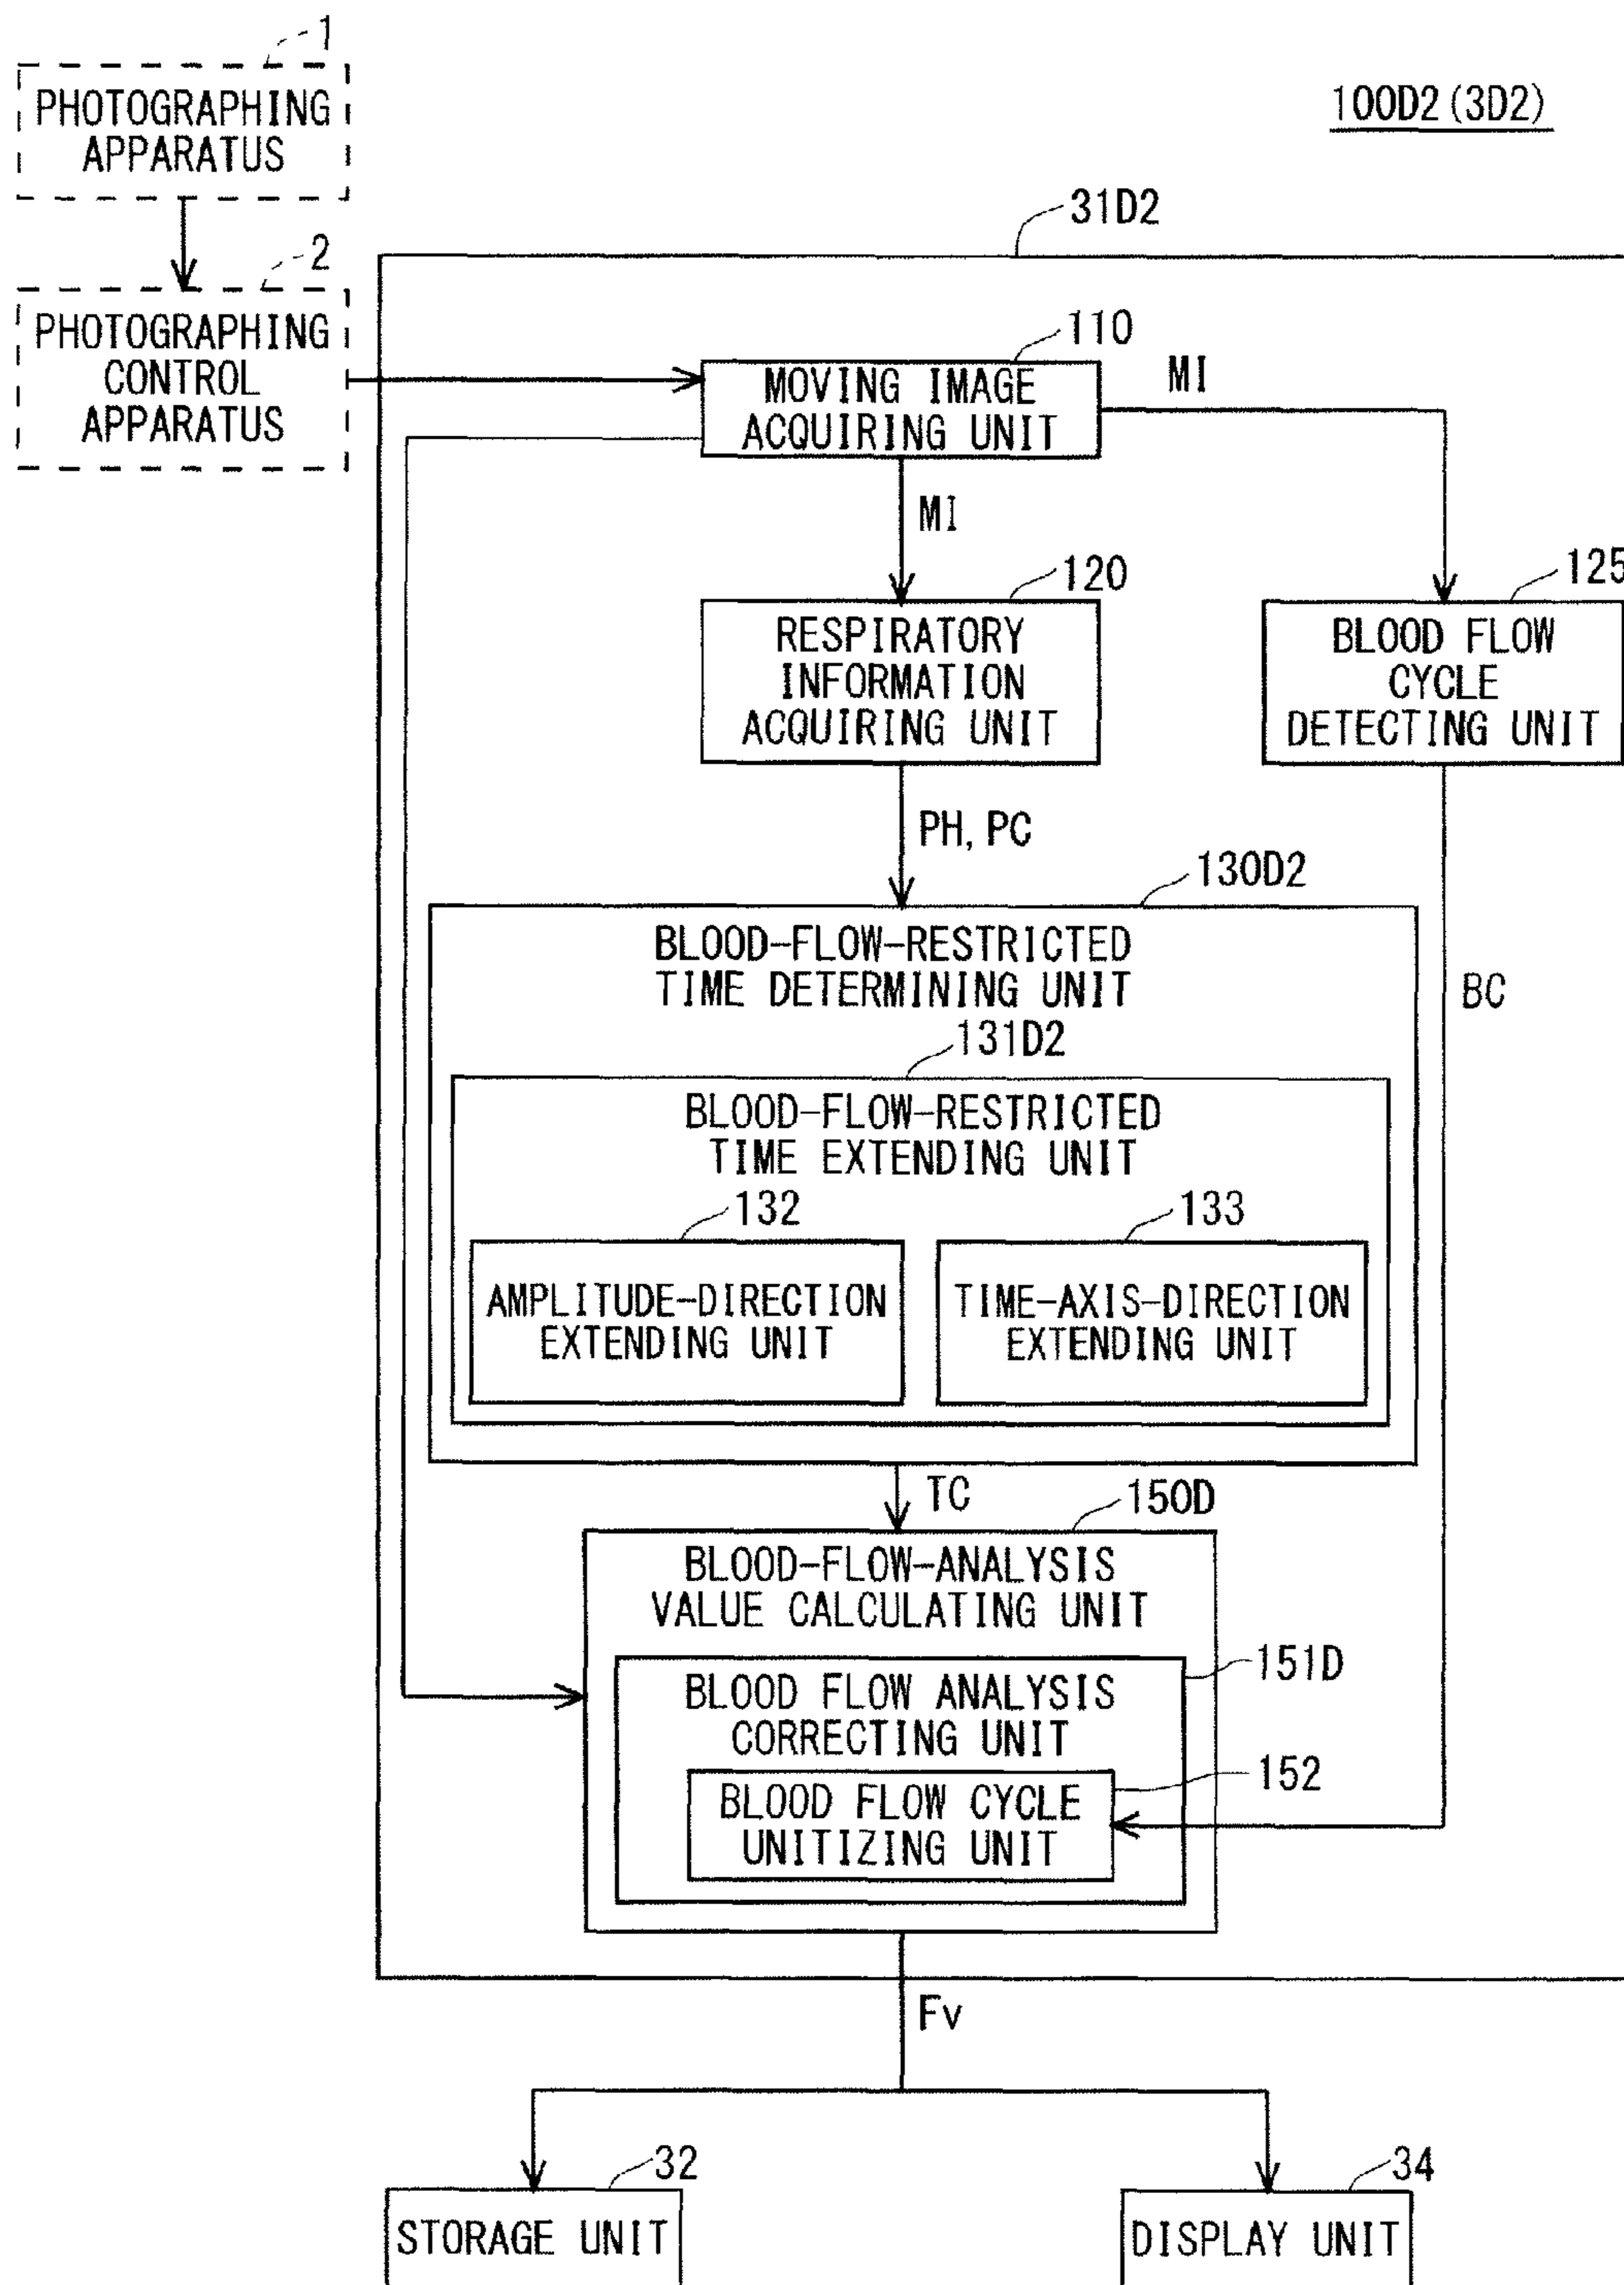 1
PHOTOGRAPHING
APPARATUS
100D2(3D2)
31D2
2
PHOTOGRAPHING
CONTROL
APPARATUS
110
MOVING IMAGE
ACQUIRING UNIT
MI
MI
120
RESPIRATORY
INFORMATION
ACQUIRING UNIT
125
BLOOD FLOW
CYCLE
DETECTING UNIT
PH, PC
130D2
BLOOD-FLOW-RESTRICTED
TIME DETERMINING UNIT
BC
131D2
BLOOD-FLOW-RESTRICTED
TIME EXTENDING UNIT
132
AMPLITUDE-DIRECTION
EXTENDING UNIT
133
TIME-AXIS-DIRECTION
EXTENDING UNIT
TC
150D
BLOOD-FLOW-ANALYSIS
VALUE CALCULATING UNIT
151D
BLOOD FLOW ANALYSIS
CORRECTING UNIT
152
BLOOD FLOW CYCLE
UNITIZING UNIT
Fv
32
STORAGE UNIT
34
DISPLAY UNIT